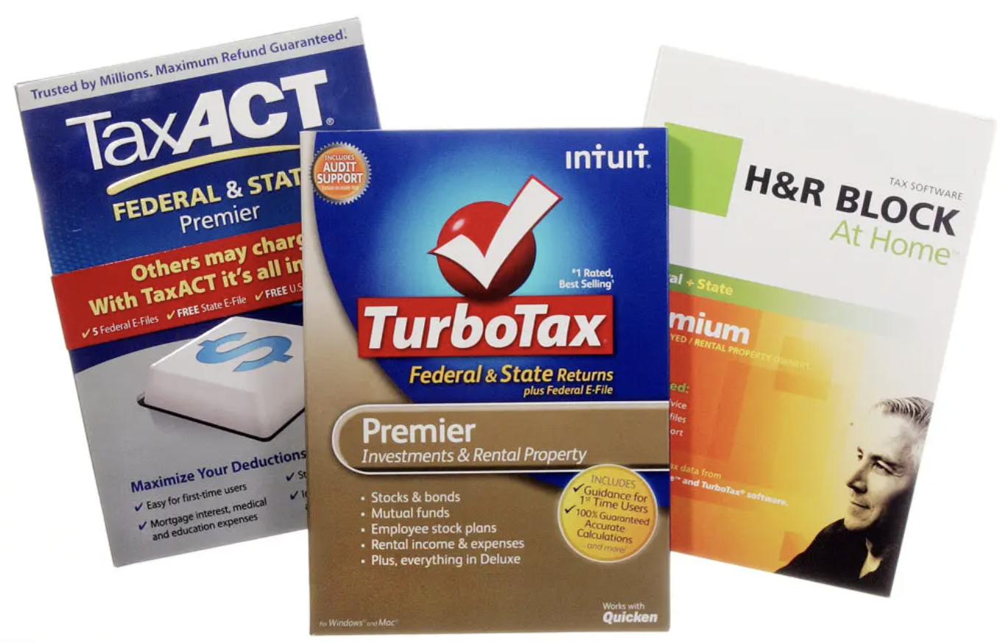 Trusted by Millions. Maximum Refund Guaranteed!
TaxACT®
FEDERAL & STAT
Premier
Others may charg
With TaxACT it's all in
✓ 5 Federal E-Files ✓ FREE State E-File ✓ FREE U.S
$
Maximize Your Deductions
✓ Easy for first-time users
✓ St
✓ Mortgage interest, medical
and education expenses
INCLUDES
AUDIT
SUPPORT
intuit®
#1 Rated,
Best Selling¹
TurboTax®
Federal & State Returns
plus Federal E-File
Premier
Investments & Rental Property
• Stocks & bonds
• Mutual funds
• Employee stock plans
• Rental income & expenses
• Plus, everything in Deluxe
INCLUDES
✓ Guidance for
1st Time Users
✓ 100% Guaranteed
Accurate
Calculations
...and more!
Works with
Quicken
for Windows® and Mac®
TAX SOFTWARE
H&R BLOCK
At Home™
al + State
mium
YED / RENTAL PROPERTY OWNERS
ed:
vice
files
ort
ax data from
e™ and TurboTax® software.